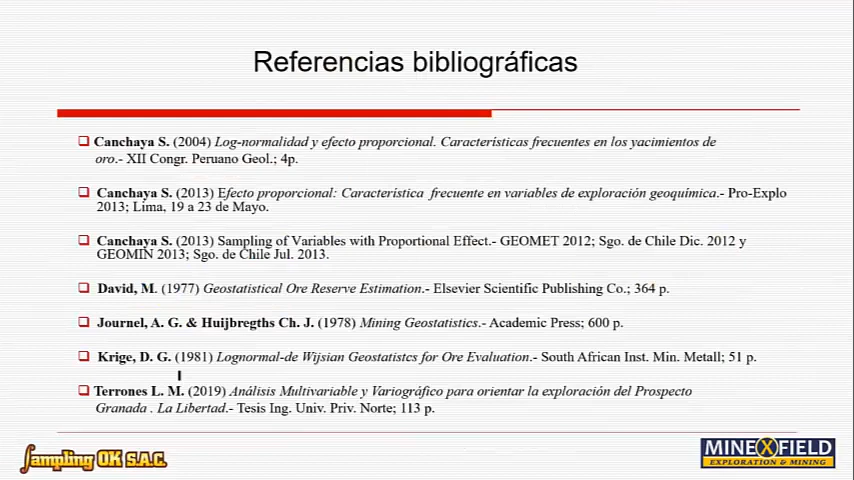 Referencias bibliográficas
Canchaya S. (2004) Log-normalidad y efecto proporcional. Características frecuentes en los yacimientos de
oro.- XII Congr. Peruano Geol.; 4p.
Canchaya S. (2013) Efecto proporcional: Característica frecuente en variables de exploración geoquímica.- Pro-Explo
2013; Lima, 19 a 23 de Mayo.
Canchaya S. (2013) Sampling of Variables with Proportional Effect.- GEOMET 2012; Sgo. de Chile Dic. 2012 y
GEOMIN 2013; Sgo. de Chile Jul. 2013.
David, M. (1977) Geostatistical Ore Reserve Estimation.- Elsevier Scientific Publishing Co.; 364 p.
Journel, A. G. & Huijbregths Ch. J. (1978) Mining Geostatistics.- Academic Press; 600 p.
Krige, D. G. (1981) Lognormal-de Wijsian Geostatistcs for Ore Evaluation.- South African Inst. Min. Metall; 51 p.
Terrones L. M. (2019) Análisis Multivariable y Variográfico para orientar la exploración del Prospecto
Granada . La Libertad.- Tesis Ing. Univ. Priv. Norte; 113 p.
Sampling OK S.A.C.
MINEXFIELD
EXPLORATION & MINING